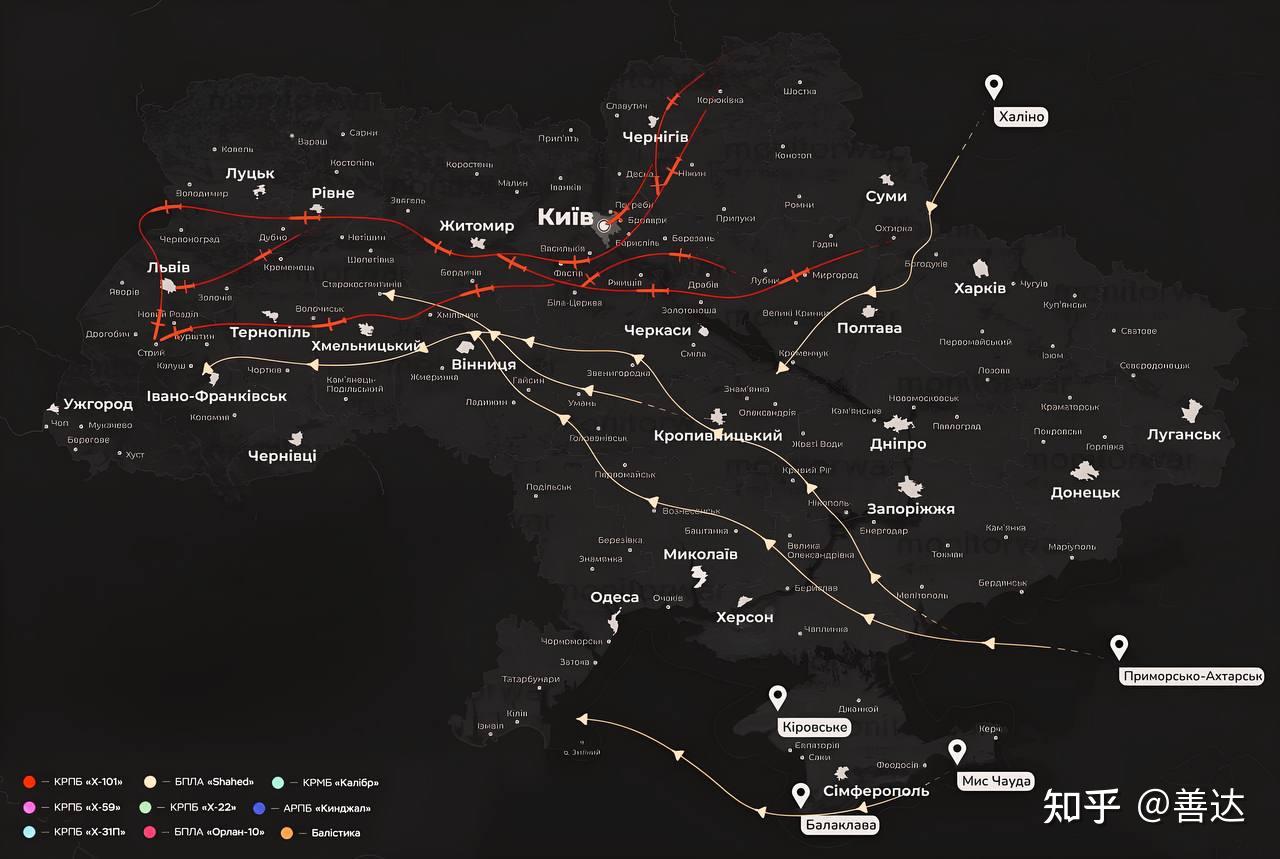 Халіно
Шостка
Корюківка
Славутич
Чернігів
Прип'ять
Сарни
Вараш
Ковель
Конотоп
Костопіль
Коростень
Луцьк
Десна
Ніжин
Малин
Іванків
Рівне
Володимир
Суми
Звягель
Ромни
Київ
Бровари
Прилуки
Житомир
Охтирка
Червоноград
Дубно
Нетішин
Бориспіль
Березань
Гадяч
Васильків
Шепетівка
Богодухів
Львів
Кременець
Бердичів
Фастів
Ржищів
Драбів
Лубни
Миргород
Харків
Чугуїв
Яворів
Золочів
Старокостянтинів
Біла-Церква
Куп'янськ
Новий Розділ
Волочиськ
Хмільник
Золотоноша
Великі Кринки
Полтава
Дрогобич
Тернопіль
Черкаси
Сватове
Хмельницький
Первомайський
Стрий
Сміла
Кременчук
Ізюм
Калуш
Чортків
Вінниця
Звенигородка
Лозова
Сєвєродонецьк
Жмеринка
Гайсин
Кам'янець-
Подільський
Знам'янка
Івано-Франківськ
Ладижин
Умань
Новомосковськ
Ужгород
Олександрія
Кам'янське
Краматорськ
Коломия
Чоп
Мукачево
Павлоград
Берегове
Кропивницький
Жовті Води
Дніпро
Покровськ
Луганськ
Горлівка
Хуст
Чернівці
Голованівськ
Первомайськ
Кривий Ріг
Подільськ
Донецьк
Нікополь
Запоріжжя
Вознесенськ
Баштанка
Енергодар
Кам'янка
Березівка
Велика
Олександрівка
Миколаїв
Токмак
Маріуполь
Знаменка
Бердянськ
Одеса
Очаків
Берислав
Мелітополь
Херсон
Чаплинка
Чорноморськ
Затока
Приморсько-Ахтарськ
Татарбунари
Джанкой
Кілія
Ізмаїл
Кіровське
Керч
о. Зміїний
Євпаторія
Саки
Феодосія
Мис Чауда
Сімферополь
Балаклава
— КРПБ «Х-101» — БПЛА «Shahed» — КРМБ «Калібр»
— КРПБ «Х-59» — КРПБ «Х-22» — АРПБ «Кинджал»
— КРПБ «Х-31П» — БПЛА «Орлан-10» — Балістика
知乎 @善达